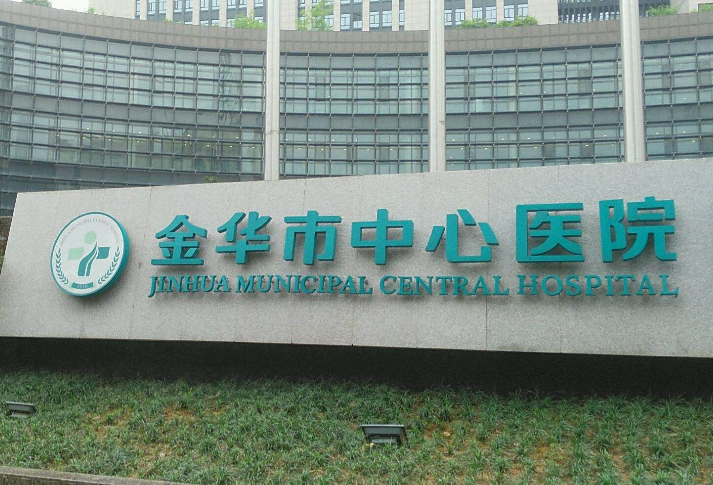 金华市中心医院
JINHUA MUNICIPAL CENTRAL HOSPITAL